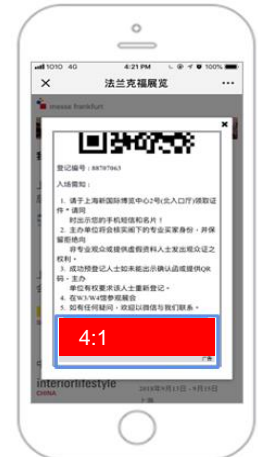 1010 4G 4:21 PM 100%
× 法兰克福展览 ...
messe frankfurt
×
登记编号：88707063
入场需知：
1. 请于上海新国际博览中心2号(北入口厅)领取证
件 * 请同
时出示您的手机短信和名片！
2. 主办单位将会核实阁下的专业买家身份，并保
留拒绝向
非专业观众或提供虚假资料人士发出观众证之
权利。
3. 成功预登记人士如未能出示确认函或提供QR
码，主办
单位有权要求该人士重新登记。
4. 在W3/W4馆参观展会
5. 如有任何疑问，欢迎以微信与我们联系。
4:1
广告
interiorlifestyle
CHINA
2018年9月13日 - 9月15日
上海